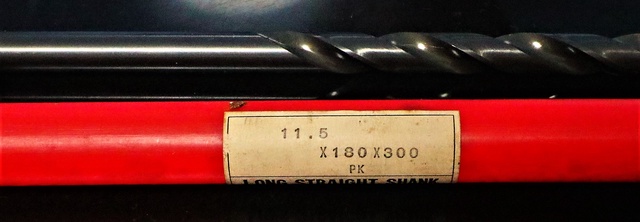 11.5
X180X300
PK
LONG STRAIGHT SHANK